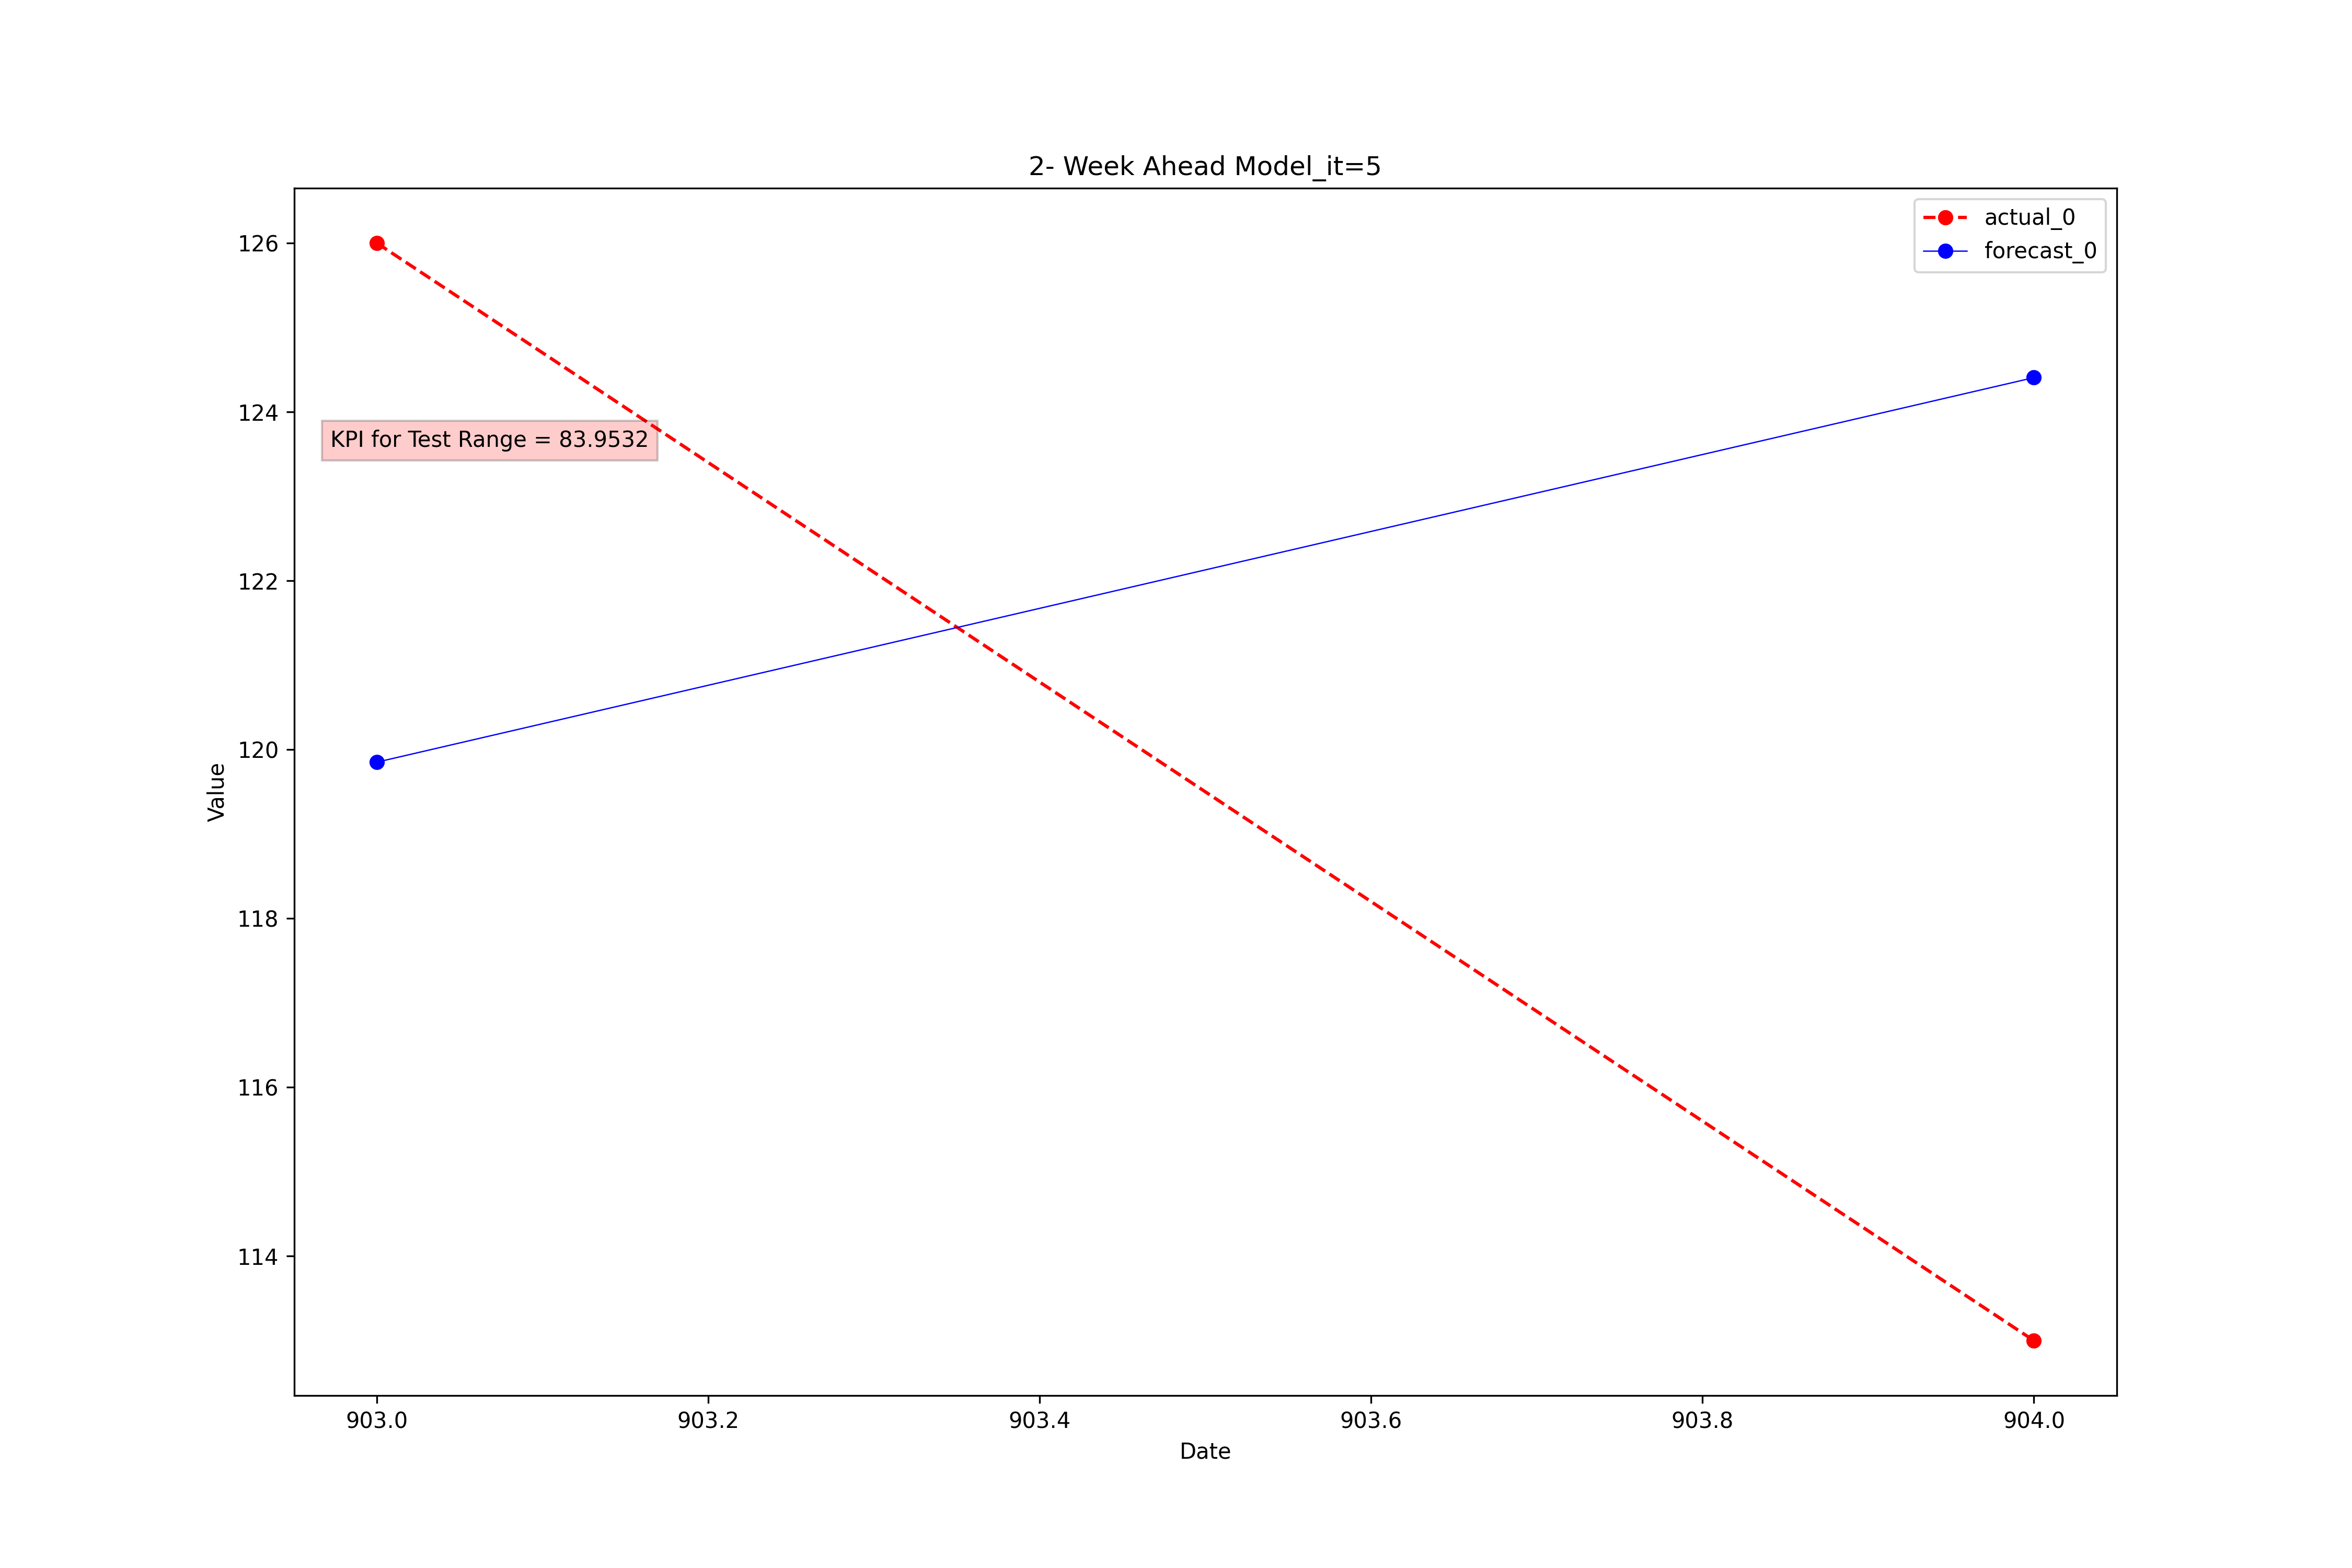 2- Week Ahead Model_it=5
actual_0
forecast_0
KPI for Test Range = 83.9532
126
124
122
120
118
116
114
Value
903.0 903.2 903.4 903.6 903.8 904.0
Date